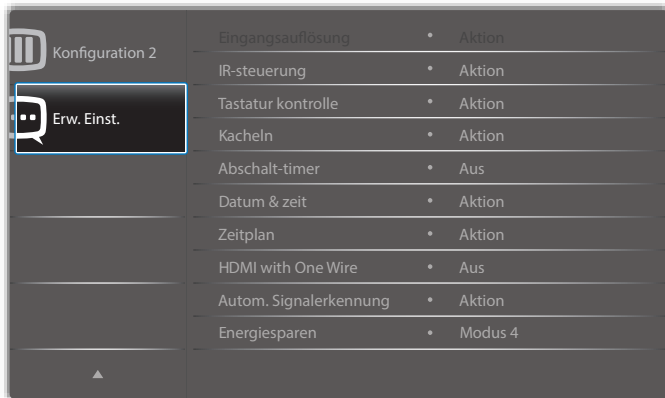 Konfiguration 2
Erw. Einst.
Eingangsauflösung • Aktion
IR-steuerung • Aktion
Tastatur kontrolle • Aktion
Kacheln • Aktion
Abschalt-timer • Aus
Datum & zeit • Aktion
Zeitplan • Aktion
HDMI with One Wire • Aus
Autom. Signalerkennung • Aktion
Energiesparen • Modus 4